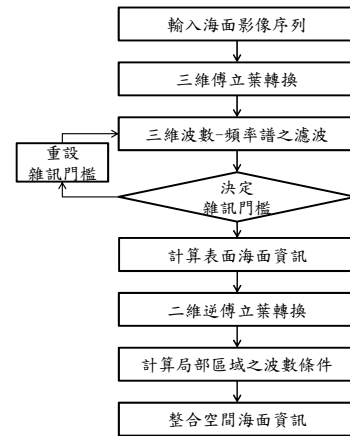 輸入海面影像序列
三維傅立葉轉換
三維波數-頻率譜之濾波
重設
雜訊門檻
決定
雜訊門檻
計算表面海面資訊
二維逆傅立葉轉換
計算局部區域之波數條件
整合空間海面資訊